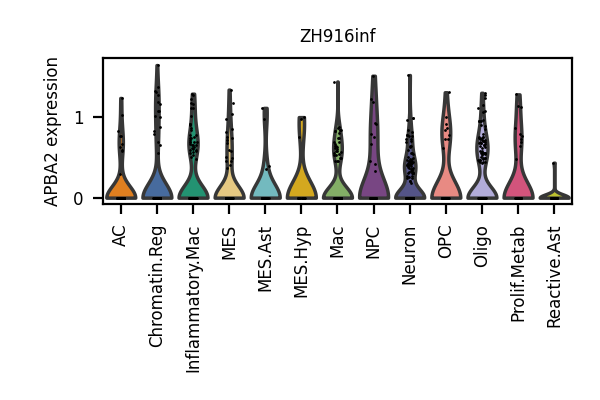 ZH916inf
APBA2 expression
1
0
AC
Chromatin.Reg
Inflammatory.Mac
MES
MES.Ast
MES.Hyp
Mac
NPC
Neuron
OPC
Oligo
Prolif.Metab
Reactive.Ast